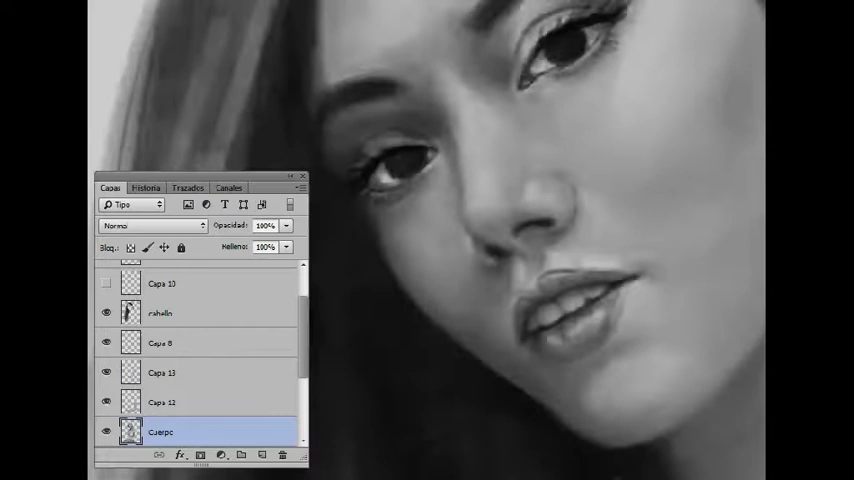 Capas Historia Trazados Canales
Tipo
Normal Opacidad: 100%
Bloq.: Relleno: 100%
Capa 10
cabello
Capa 8
Capa 13
Capa 12
Cuerpo
fx